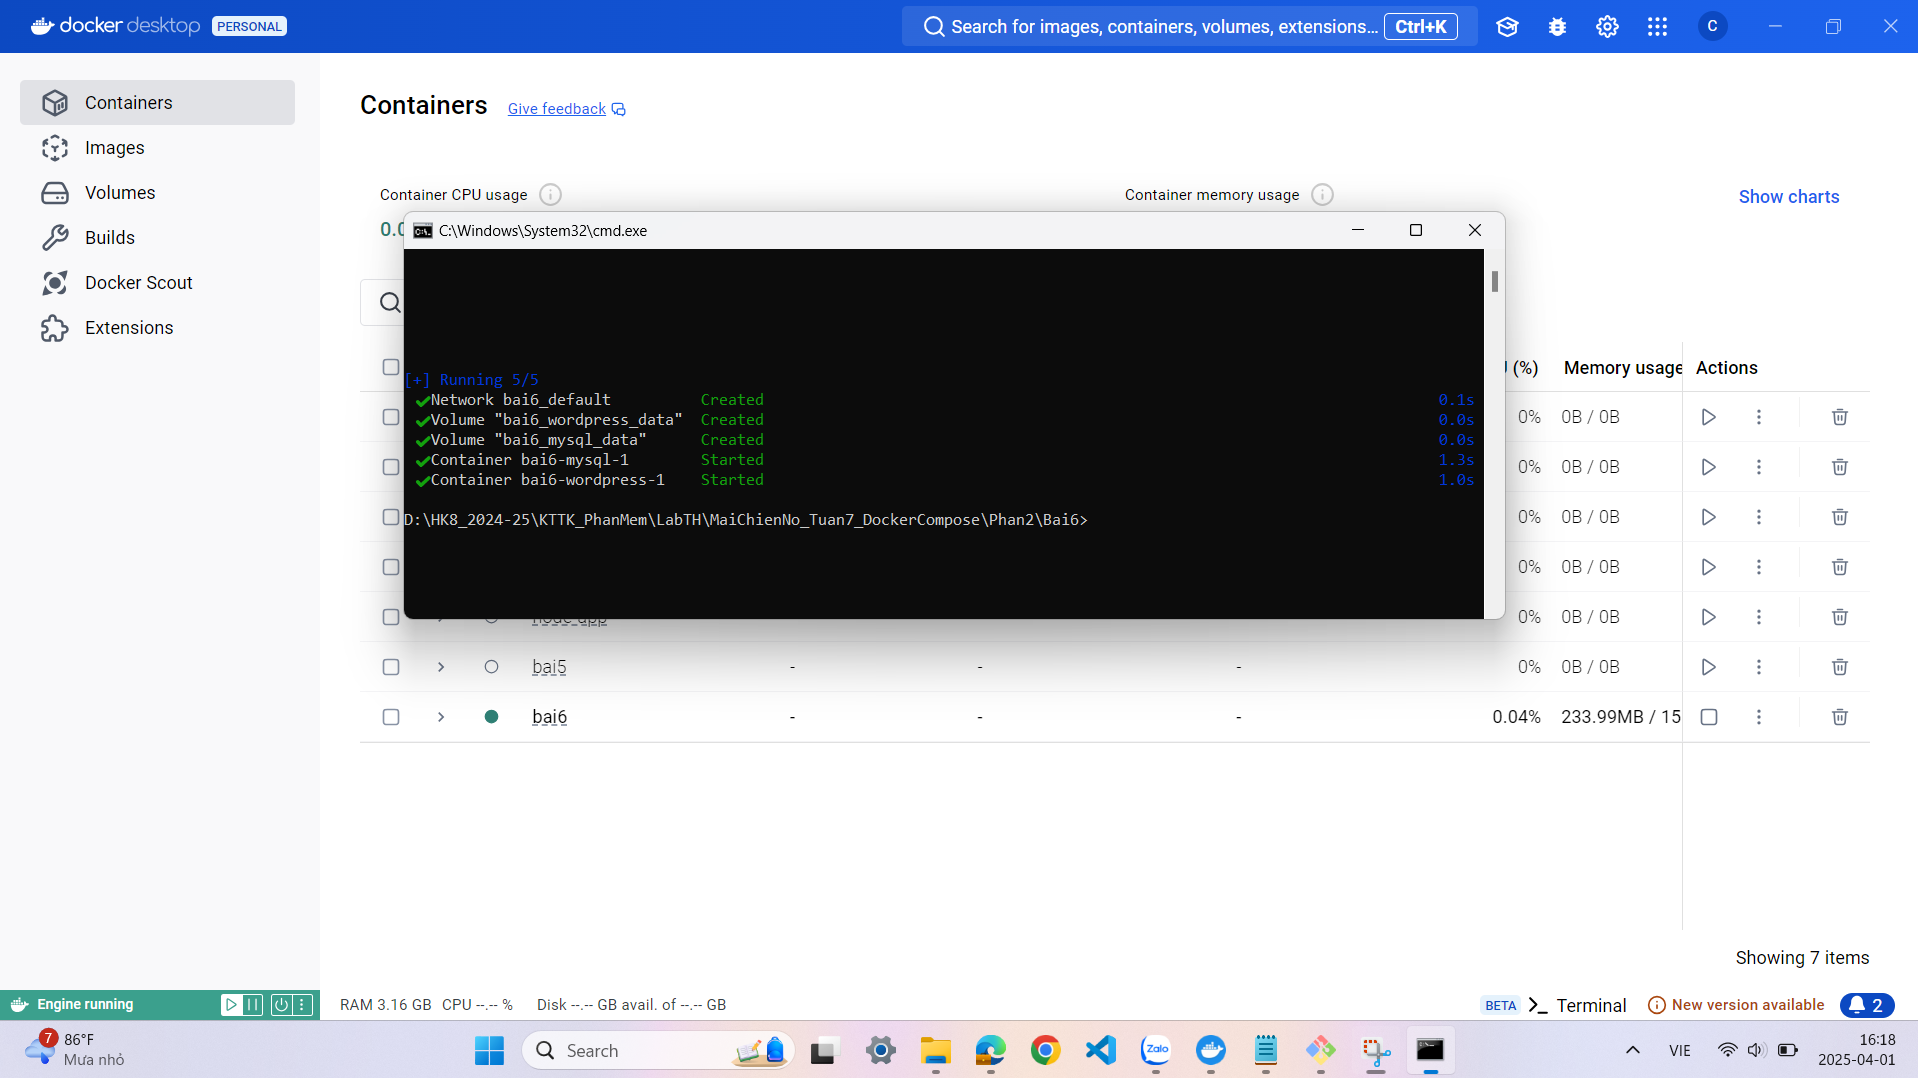 docker desktop PERSONAL
Search for images, containers, volumes, extensions... Ctrl+K
C
Containers
Images
Volumes
Builds
Docker Scout
Extensions
Containers Give feedback
Container CPU usage
Container memory usage
Show charts
0.0
C:\Windows\System32\cmd.exe
[+] Running 5/5
✔Network bai6_default Created 0.1s
✔Volume "bai6_wordpress_data" Created 0.0s
✔Volume "bai6_mysql_data" Created 0.0s
✔Container bai6-mysql-1 Started 1.3s
✔Container bai6-wordpress-1 Started 1.0s
D:\HK8_2024-25\KTTK_PhanMem\LabTH\MaiChienNo_Tuan7_DockerCompose\Phan2\Bai6>
(%) Memory usage Actions
0% 0B / 0B
0% 0B / 0B
0% 0B / 0B
0% 0B / 0B
node-app 0% 0B / 0B
bai5 - - - 0% 0B / 0B
bai6 - - - 0.04% 233.99MB / 15
Showing 7 items
Engine running
RAM 3.16 GB CPU --.-- % Disk --.-- GB avail. of --.-- GB
BETA >_ Terminal New version available 2
7
86°F
Mưa nhỏ
Search
Zalo
VIE
16:18
2025-04-01